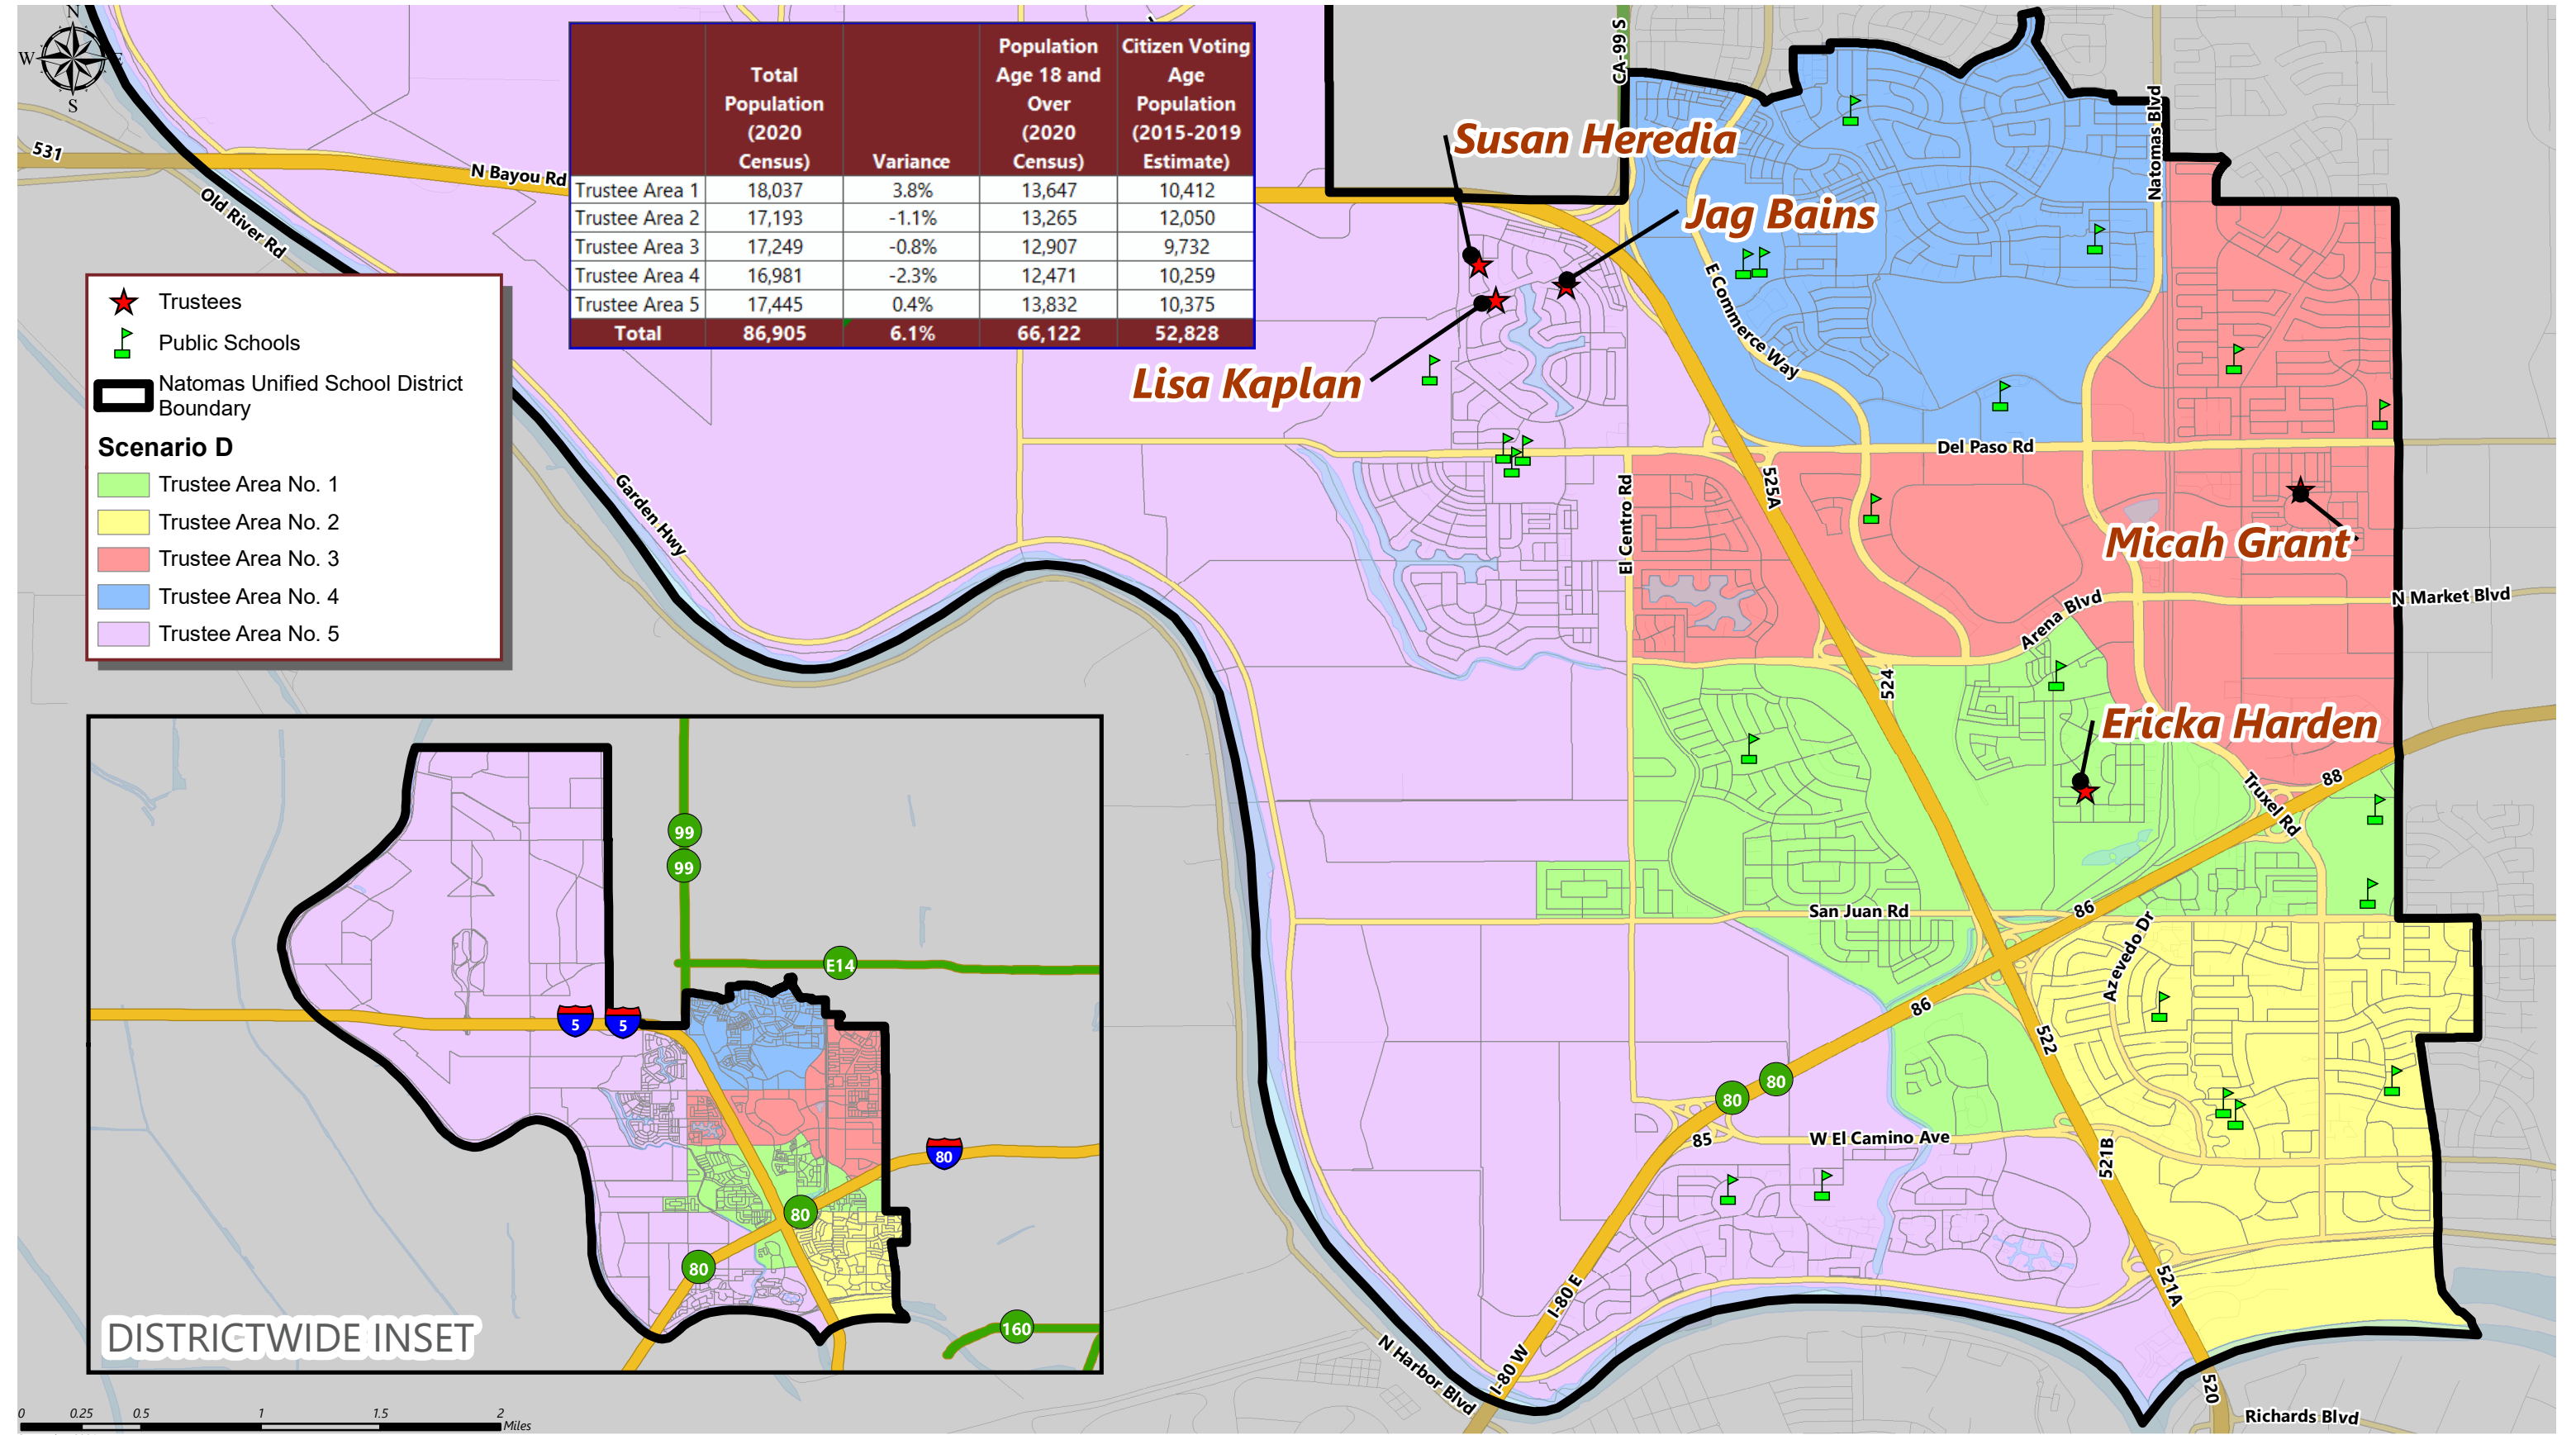 N
W
E
S
531
N Bayou Rd
Old River Rd
Total Population (2020 Census)
Variance
Population Age 18 and Over (2020 Census)
Citizen Voting Age Population (2015-2019 Estimate)
Trustee Area 1 18,037 3.8% 13,647 10,412
Trustee Area 2 17,193 -1.1% 13,265 12,050
Trustee Area 3 17,249 -0.8% 12,907 9,732
Trustee Area 4 16,981 -2.3% 12,471 10,259
Trustee Area 5 17,445 0.4% 13,832 10,375
Total 86,905 6.1% 66,122 52,828
CA-99 S
Natomas Blvd
Susan Heredia
Jag Bains
Lisa Kaplan
E Commerce Way
Trustees
Public Schools
Natomas Unified School District
Boundary
Scenario D
Trustee Area No. 1
Trustee Area No. 2
Trustee Area No. 3
Trustee Area No. 4
Trustee Area No. 5
Garden Hwy
Del Paso Rd
525A
El Centro Rd
Micah Grant
N Market Blvd
Arena Blvd
524
Ericka Harden
88
Truxel Rd
San Juan Rd
86
Azevedo Dr
86
522
80
80
85
W El Camino Ave
521B
521A
I-80 E
I-80 W
N Harbor Blvd
520
Richards Blvd
99
99
E14
5
5
80
80
80
160
DISTRICTWIDE INSET
0 0.25 0.5 1 1.5 2
Miles